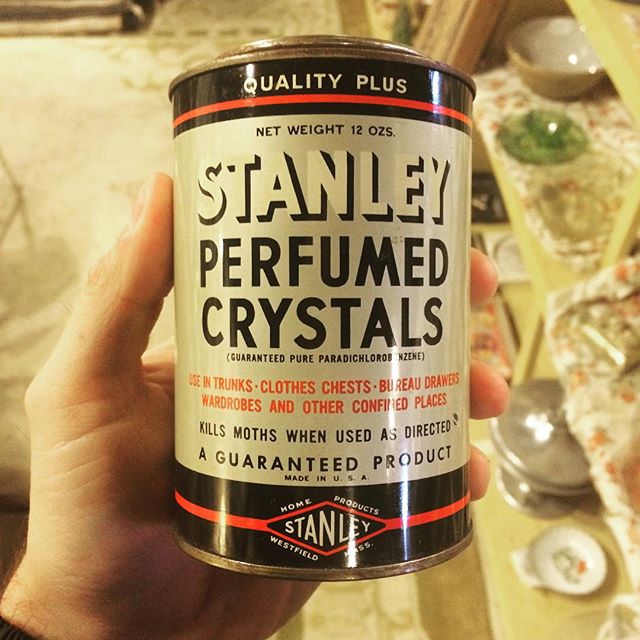 QUALITY PLUS
NET WEIGHT 12 OZS.
STANLEY
PERFUMED
CRYSTALS
(GUARANTEED PURE PARADICHLOROBENZENE)
USE IN TRUNKS · CLOTHES CHESTS · BUREAU DRAWERS
WARDROBES AND OTHER CONFINED PLACES
KILLS MOTHS WHEN USED AS DIRECTED
A GUARANTEED PRODUCT
MADE IN U. S. A.
HOME PRODUCTS
STANLEY
WESTFIELD MASS.